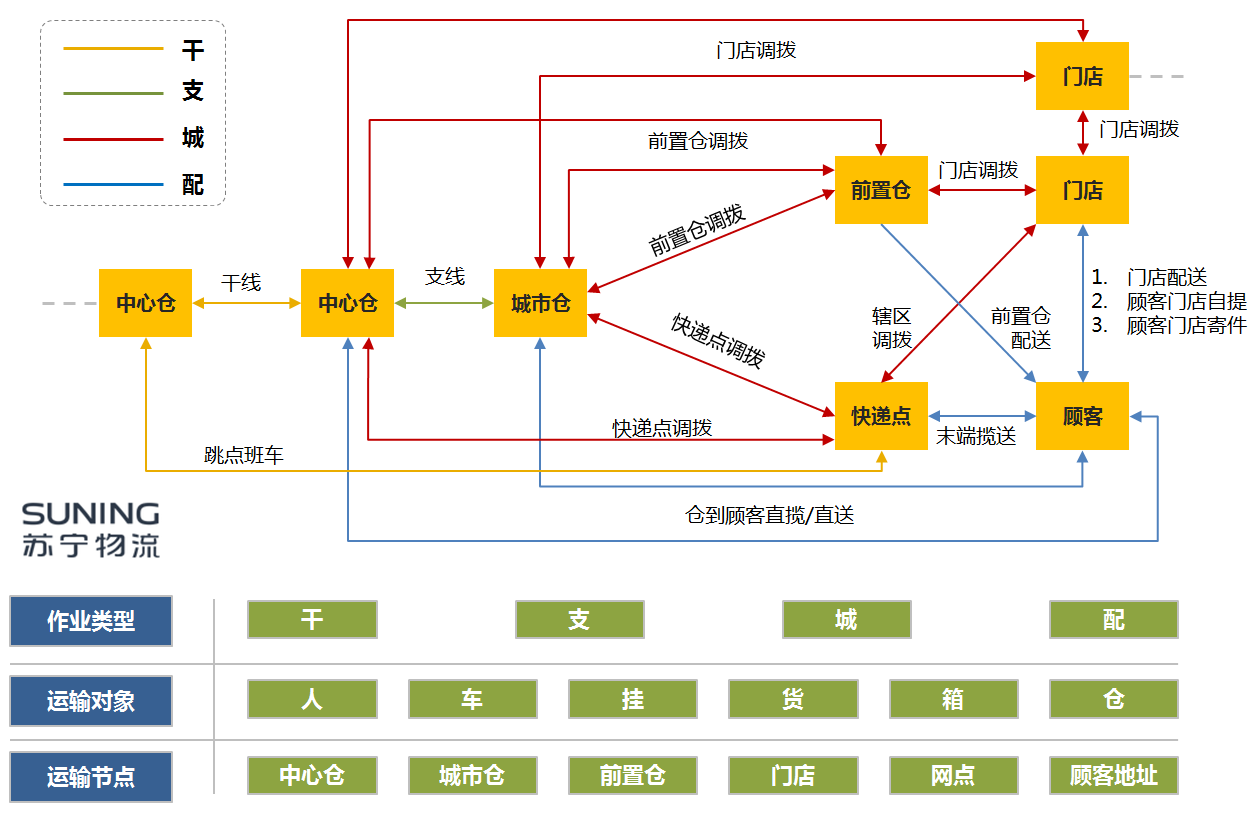 干
支
城
配
门店调拨
门店
门店调拨
前置仓调拨
前置仓
门店调拨
门店
前置仓调拨
中心仓
干线
中心仓
支线
城市仓
1. 门店配送
2. 顾客门店自提
3. 顾客门店寄件
辖区
调拨
前置仓
配送
快递点调拨
快递点调拨
快递点
末端揽送
顾客
跳点班车
仓到顾客直揽/直送
SUNING
苏宁物流
作业类型
干
支
城
配
运输对象
人
车
挂
货
箱
仓
运输节点
中心仓
城市仓
前置仓
门店
网点
顾客地址